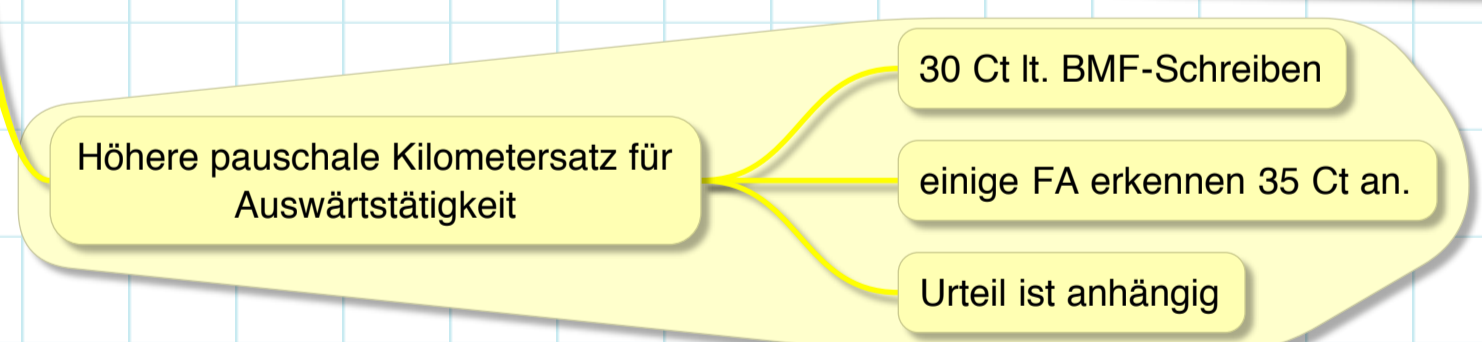 Höhere pauschale Kilometersatz für
Auswärtstätigkeit
30 Ct lt. BMF-Schreiben
einige FA erkennen 35 Ct an.
Urteil ist anhängig